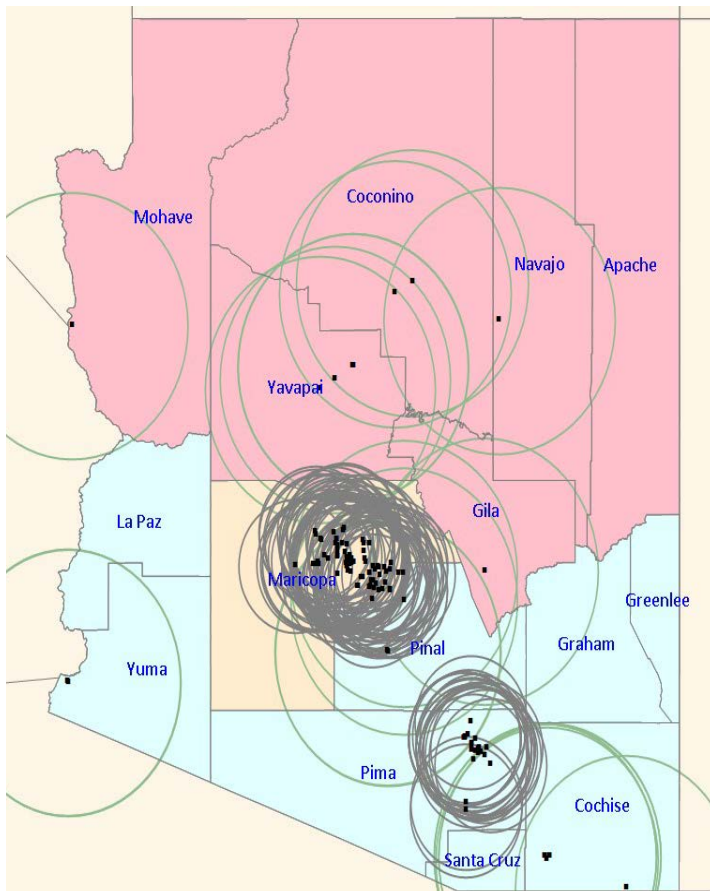 Coconino
Mohave
Navajo
Apache
Yavapai
La Paz
Gila
Maricopa
Greenlee
Pinal
Graham
Yuma
Pima
Cochise
Santa Cruz